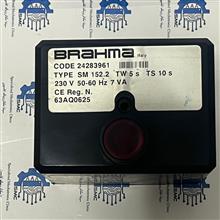 BRAHMA Italy
CODE 24283961
TYPE SM 152.2 TW 5 s TS 10 s
230 V 50-60 Hz 7 VA
CE Reg. N.
63AQ0625